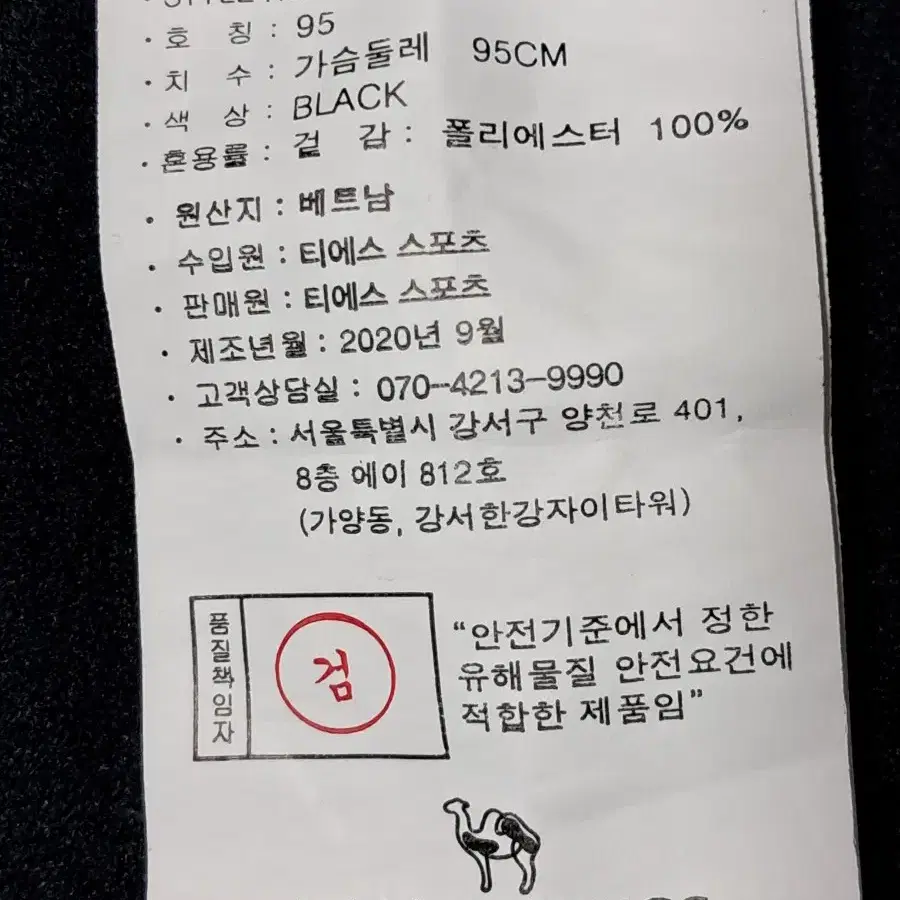 · 호 칭 : 95
· 치 수 : 가슴둘레 95CM
· 색 상 : BLACK
· 혼용률 : 겉 감 : 폴리에스터 100%
· 원산지 : 베트남
· 수입원 : 티에스 스포츠
· 판매원 : 티에스 스포츠
· 제조년월 : 2020년 9월
· 고객상담실 : 070-4213-9990
· 주소 : 서울특별시 강서구 양천로 401,
8층 에이 812호
(가양동, 강서한강자이타워)
품질책임자
검
“안전기준에서 정한
유해물질 안전요건에
적합한 제품임”